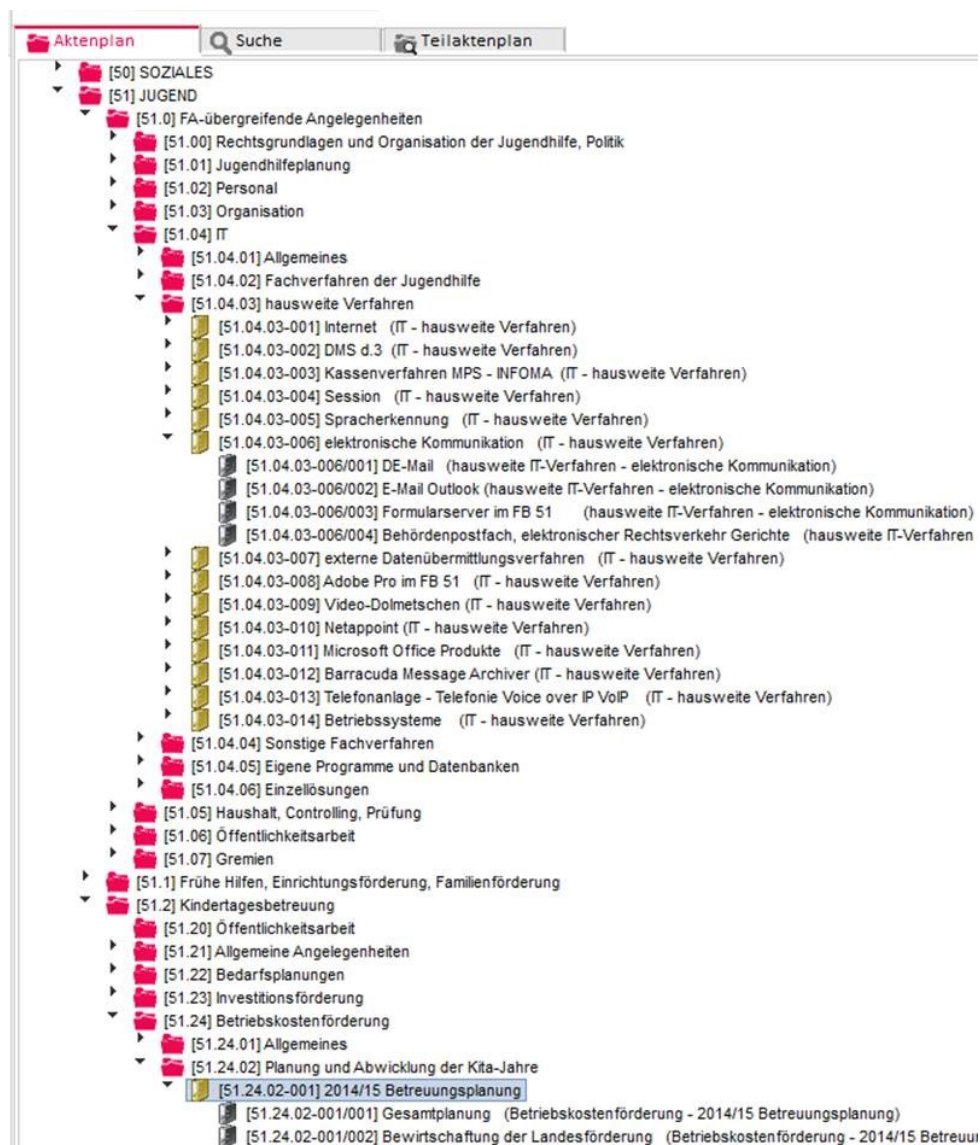 Aktenplan Suche Teilaktenplan
[50] SOZIALES
[51] JUGEND
[51.0] FA-übergreifende Angelegenheiten
[51.00] Rechtsgrundlagen und Organisation der Jugendhilfe, Politik
[51.01] Jugendhilfeplanung
[51.02] Personal
[51.03] Organisation
[51.04] IT
[51.04.01] Allgemeines
[51.04.02] Fachverfahren der Jugendhilfe
[51.04.03] hausweite Verfahren
[51.04.03-001] Internet (IT - hausweite Verfahren)
[51.04.03-002] DMS d.3 (IT - hausweite Verfahren)
[51.04.03-003] Kassenverfahren MPS - INFOMA (IT - hausweite Verfahren)
[51.04.03-004] Session (IT - hausweite Verfahren)
[51.04.03-005] Spracherkennung (IT - hausweite Verfahren)
[51.04.03-006] elektronische Kommunikation (IT - hausweite Verfahren)
[51.04.03-006/001] DE-Mail (hausweite IT-Verfahren - elektronische Kommunikation)
[51.04.03-006/002] E-Mail Outlook (hausweite IT-Verfahren - elektronische Kommunikation)
[51.04.03-006/003] Formularserver im FB 51 (hausweite IT-Verfahren - elektronische Kommunikation)
[51.04.03-006/004] Behördenpostfach, elektronischer Rechtsverkehr Gerichte (hausweite IT-Verfahren
[51.04.03-007] externe Datenübermittlungsverfahren (IT - hausweite Verfahren)
[51.04.03-008] Adobe Pro im FB 51 (IT - hausweite Verfahren)
[51.04.03-009] Video-Dolmetschen (IT - hausweite Verfahren)
[51.04.03-010] Netappoint (IT - hausweite Verfahren)
[51.04.03-011] Microsoft Office Produkte (IT - hausweite Verfahren)
[51.04.03-012] Barracuda Message Archiver (IT - hausweite Verfahren)
[51.04.03-013] Telefonanlage - Telefonie Voice over IP VoIP (IT - hausweite Verfahren)
[51.04.03-014] Betriebssysteme (IT - hausweite Verfahren)
[51.04.04] Sonstige Fachverfahren
[51.04.05] Eigene Programme und Datenbanken
[51.04.06] Einzellösungen
[51.05] Haushalt, Controlling, Prüfung
[51.06] Öffentlichkeitsarbeit
[51.07] Gremien
[51.1] Frühe Hilfen, Einrichtungsförderung, Familienförderung
[51.2] Kindertagesbetreuung
[51.20] Öffentlichkeitsarbeit
[51.21] Allgemeine Angelegenheiten
[51.22] Bedarfsplanungen
[51.23] Investitionsförderung
[51.24] Betriebskostenförderung
[51.24.01] Allgemeines
[51.24.02] Planung und Abwicklung der Kita-Jahre
[51.24.02-001] 2014/15 Betreuungsplanung
[51.24.02-001/001] Gesamtplanung (Betriebskostenförderung - 2014/15 Betreuungsplanung)
[51.24.02-001/002] Bewirtschaftung der Landesförderung (Betriebskostenförderung - 2014/15 Betreuun